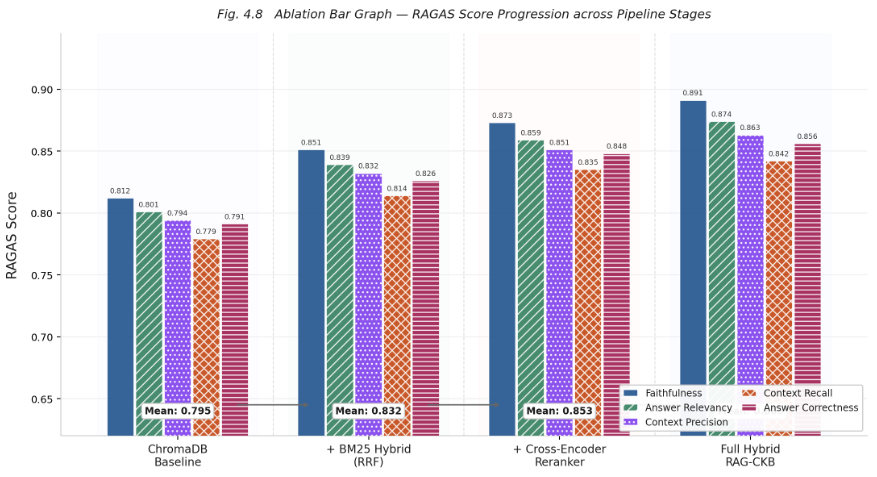 Fig. 4.8 Ablation Bar Graph — RAGAS Score Progression across Pipeline Stages
RAGAS Score
0.90
0.85
0.80
0.75
0.70
0.65
0.812
0.801
0.794
0.779
0.791
0.851
0.839
0.832
0.814
0.826
0.873
0.859
0.851
0.835
0.848
0.891
0.874
0.863
0.842
0.856
Mean: 0.795
Mean: 0.832
Mean: 0.853
Faithfulness
Answer Relevancy
Context Precision
Context Recall
Answer Correctness
ChromaDB
Baseline
+ BM25 Hybrid
(RRF)
+ Cross-Encoder
Reranker
Full Hybrid
RAG-CKB